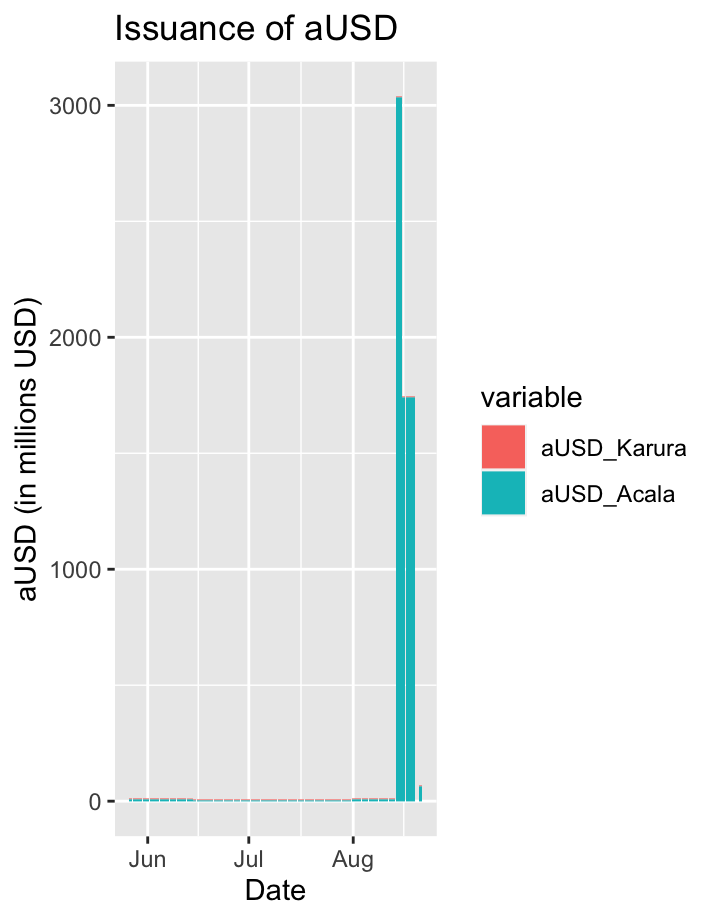 Issuance of aUSD
3000
2000
1000
0
aUSD (in millions USD)
Jun Jul Aug
Date
variable
aUSD_Karura
aUSD_Acala